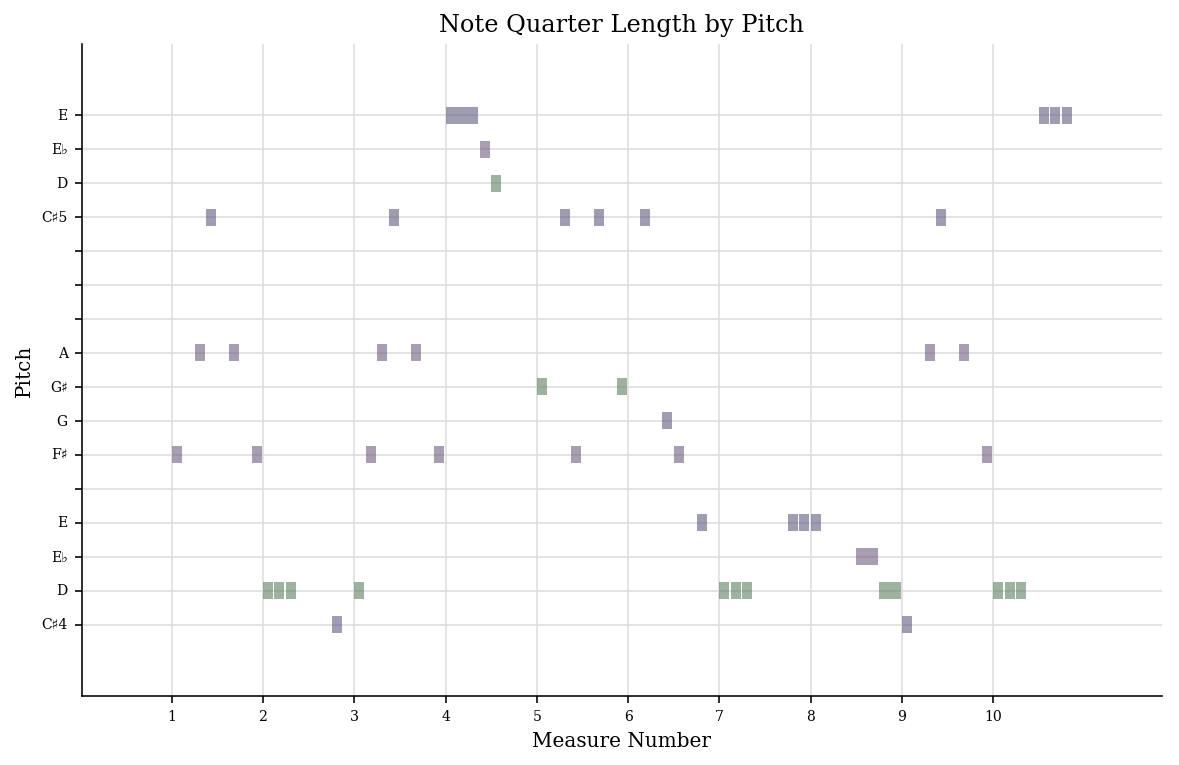 Note Quarter Length by Pitch
E
E♭
D
C♯5
A
G♯
G
F♯
E
E♭
D
C♯4
Pitch
1 2 3 4 5 6 7 8 9 10
Measure Number